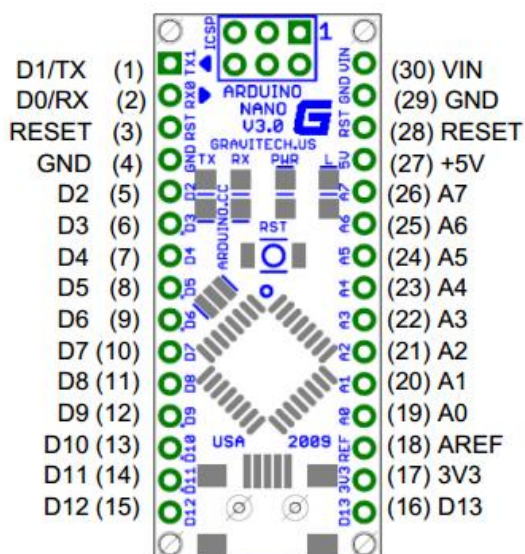 D1/TX (1)
D0/RX (2)
RESET (3)
GND (4)
D2 (5)
D3 (6)
D4 (7)
D5 (8)
D6 (9)
D7 (10)
D8 (11)
D9 (12)
D10 (13)
D11 (14)
D12 (15)
TX1
RX0
RST
GND
D2
D3
D4
D5
D6
D7
D8
D9
D10
D11
D12
ICSP
1
ARDUINO
NANO
V3.0
G
GRAVITECH.US
TX RX PWR L
ARDUINO.CC
RST
USA 2009
VIN
GND
RST
5V
A7
A6
A5
A4
A3
A2
A1
A0
REF
3V3
D13
(30) VIN
(29) GND
(28) RESET
(27) +5V
(26) A7
(25) A6
(24) A5
(23) A4
(22) A3
(21) A2
(20) A1
(19) A0
(18) AREF
(17) 3V3
(16) D13